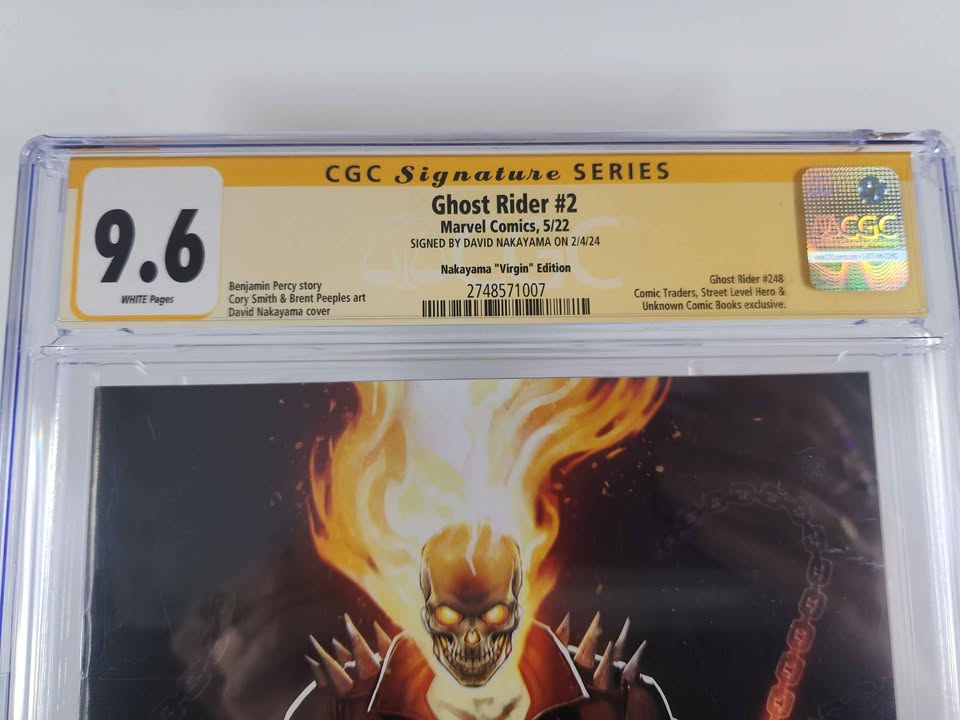 CGC Signature SERIES
9.6
WHITE Pages
Ghost Rider #2
Marvel Comics, 5/22
SIGNED BY DAVID NAKAYAMA ON 2/4/24
Nakayama "Virgin" Edition
2748571007
Benjamin Percy story
Cory Smith & Brent Peeples art
David Nakayama cover
Ghost Rider #248
Comic Traders, Street Level Hero &
Unknown Comic Books exclusive.
CGC